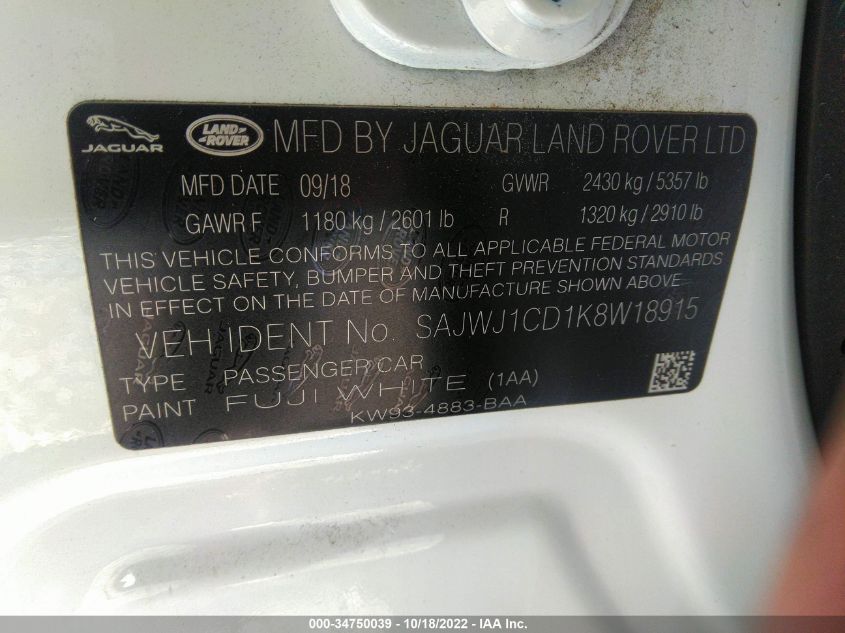 JAGUAR LAND ROVER MFD BY JAGUAR LAND ROVER LTD
MFD DATE 09/18 GVWR 2430 kg / 5357 lb
GAWR F 1180 kg / 2601 lb R 1320 kg / 2910 lb
THIS VEHICLE CONFORMS TO ALL APPLICABLE FEDERAL MOTOR
VEHICLE SAFETY, BUMPER AND THEFT PREVENTION STANDARDS
IN EFFECT ON THE DATE OF MANUFACTURE SHOWN ABOVE.
VEH.IDENT No. SAJWJ1CD1K8W18915
TYPE PASSENGER CAR
PAINT FUJI WHITE (1AA)
KW93-4883-BAA
000-34750039 - 10/18/2022 - IAA Inc.